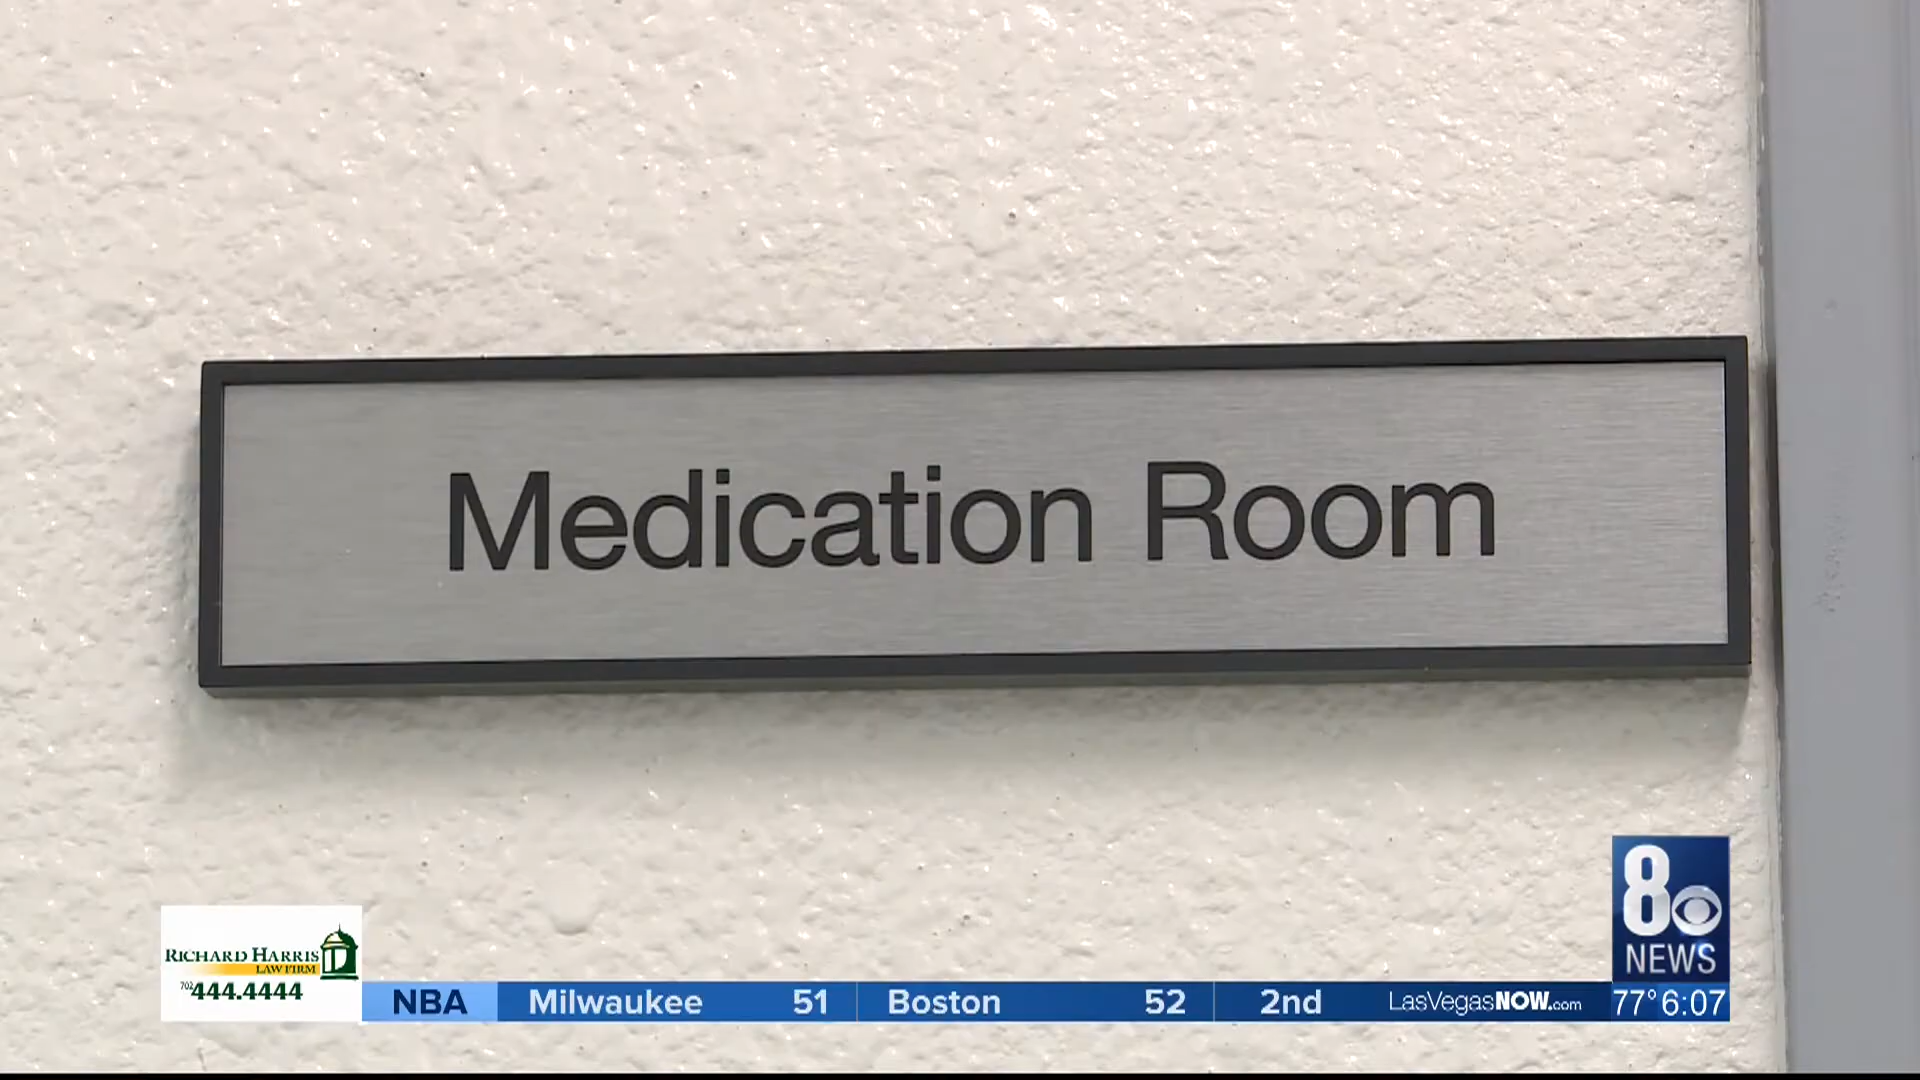 Medication Room
RICHARD HARRIS
LAW FIRM
702 444.4444
NBA Milwaukee 51 Boston 52 2nd LasVegasNOW.com
8
NEWS
77° 6:07